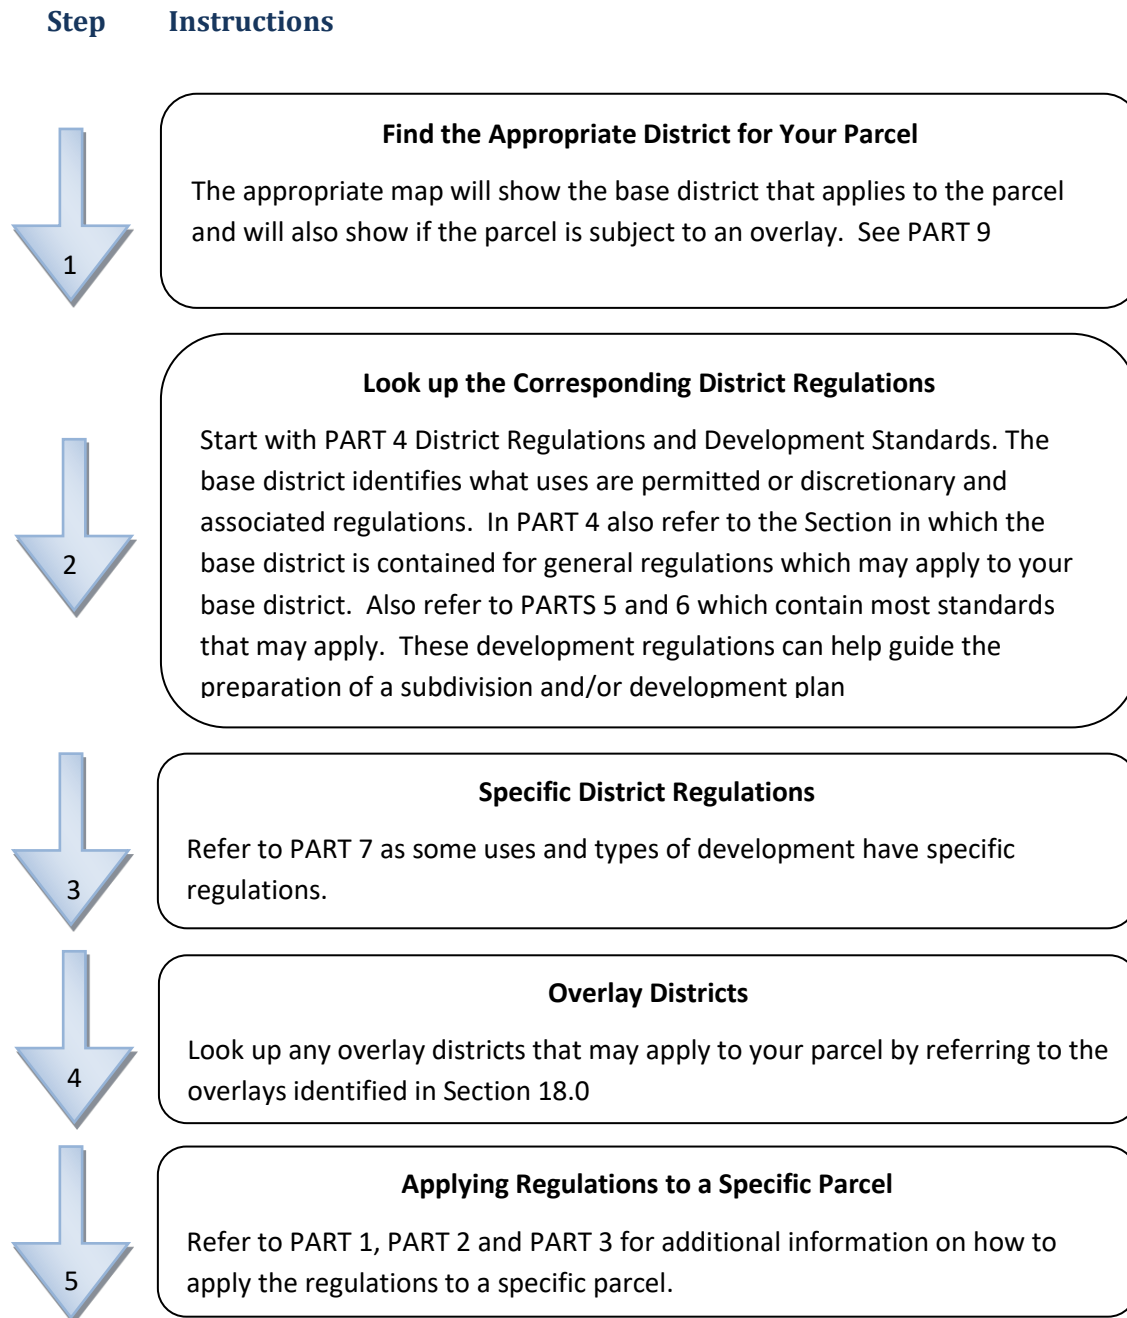 Step Instructions
Find the Appropriate District for Your Parcel
The appropriate map will show the base district that applies to the parcel
and will also show if the parcel is subject to an overlay.  See PART 9
1
Look up the Corresponding District Regulations
Start with PART 4 District Regulations and Development Standards. The
base district identifies what uses are permitted or discretionary and
associated regulations.  In PART 4 also refer to the Section in which the
base district is contained for general regulations which may apply to your
base district.  Also refer to PARTS 5 and 6 which contain most standards
that may apply.  These development regulations can help guide the
preparation of a subdivision and/or development plan
2
Specific District Regulations
Refer to PART 7 as some uses and types of development have specific
regulations.
3
Overlay Districts
Look up any overlay districts that may apply to your parcel by referring to the
overlays identified in Section 18.0
4
Applying Regulations to a Specific Parcel
Refer to PART 1, PART 2 and PART 3 for additional information on how to
apply the regulations to a specific parcel.
5